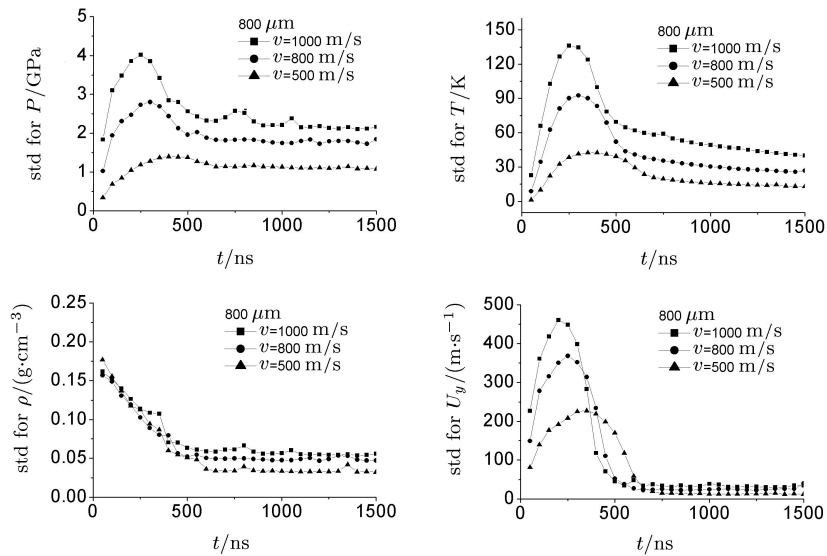 800 μm
v=1000 m/s
v=800 m/s
v=500 m/s
std for P/GPa
5
4
3
2
1
0
0 500 1000 1500
t/ns
800 μm
v=1000 m/s
v=800 m/s
v=500 m/s
std for T/K
150
120
90
60
30
0
0 500 1000 1500
t/ns
800 μm
v=1000 m/s
v=800 m/s
v=500 m/s
std for ρ/(g·cm⁻³)
0.25
0.20
0.15
0.10
0.05
0.00
0 500 1000 1500
t/ns
800 μm
v=1000 m/s
v=800 m/s
v=500 m/s
std for U_y/(m·s⁻¹)
500
400
300
200
100
0
0 500 1000 1500
t/ns